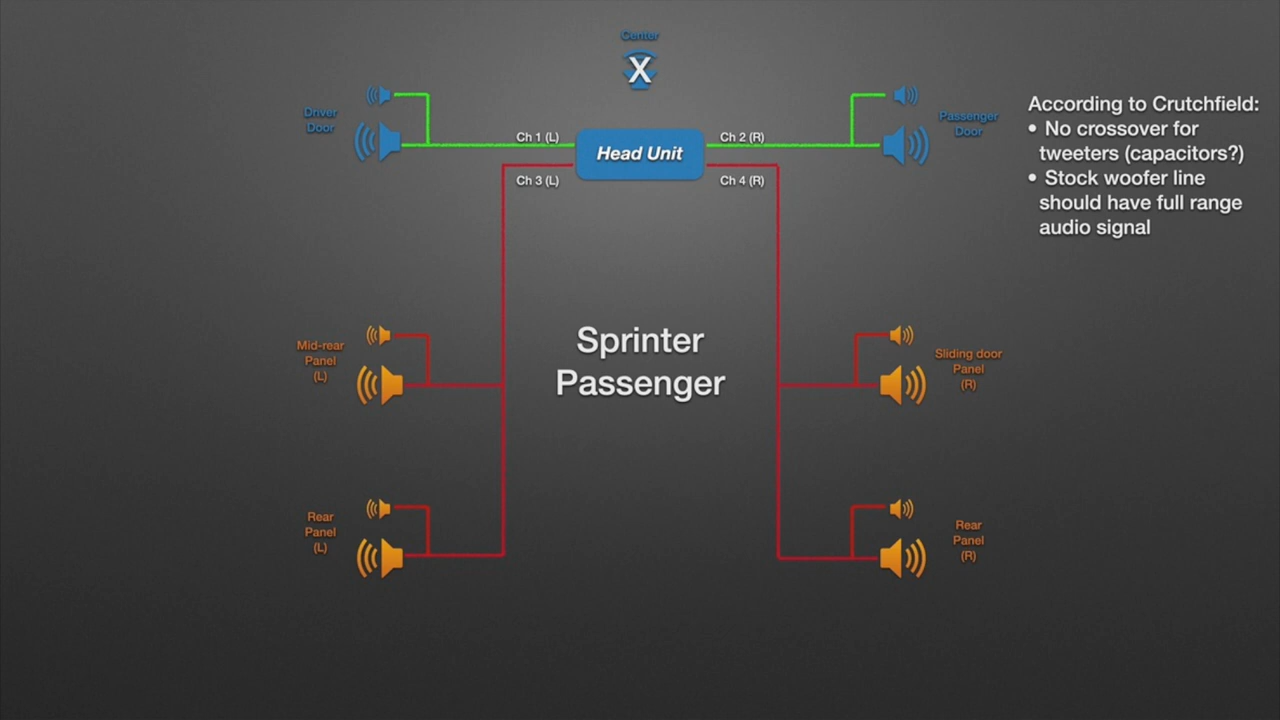 Center
X
Driver
Door
Ch 1 (L)
Head Unit
Ch 2 (R)
Passenger
Door
Ch 3 (L)
Ch 4 (R)
According to Crutchfield:
• No crossover for
tweeters (capacitors?)
• Stock woofer line
should have full range
audio signal
Sprinter
Passenger
Mid-rear
Panel
(L)
Sliding door
Panel
(R)
Rear
Panel
(L)
Rear
Panel
(R)